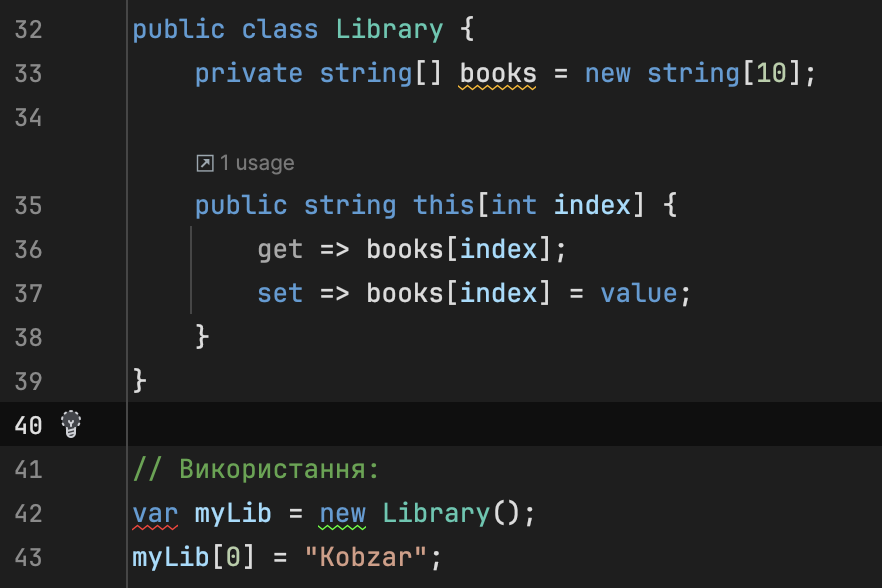 32 public class Library {
33     private string[] books = new string[10];
34
1 usage
35     public string this[int index] {
36         get => books[index];
37         set => books[index] = value;
38     }
39 }
40
41 // Використання:
42 var myLib = new Library();
43 myLib[0] = "Kobzar";